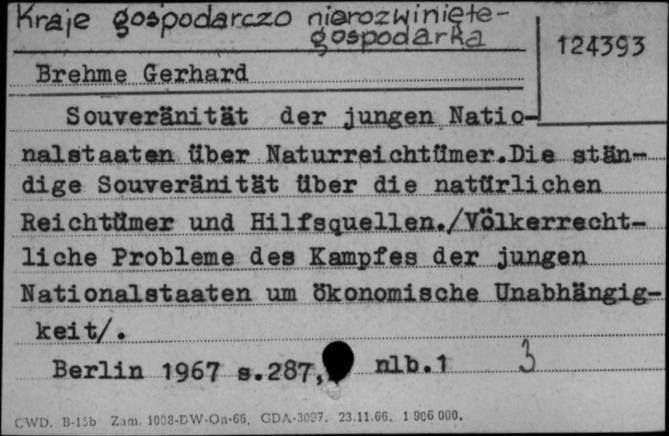 Kraje gospodarczo nierozwinięte-
gospodarka
124393
Brehme Gerhard
Souveränität der jungen Natio-
nalstaaten über Naturreichtümer.Die stän-
dige Souveränität über die natürlichen
Reichtümer und Hilfsquellen./Völkerrecht-
liche Probleme des Kampfes der jungen
Nationalstaaten um ökonomische Unabhängig-
keit/.
Berlin 1967 s.287, nlb.1 3
CWD. B-15b Zam. 1008-DW-On-66, GDA-3097. 23.11.66. 1 906 000.